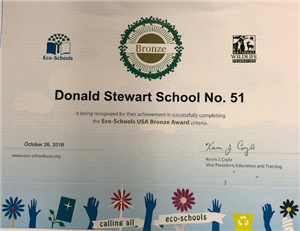 Eco-Schools
Bronze
NATIONAL
WILDLIFE
FEDERATION
Donald Stewart School No. 51
is being recognized for their achievement in successfully completing
the Eco-Schools USA Bronze Award criteria.
October 26, 2018
www.eco-schoolsusa.org
Kevin J. Coyle
Kevin J. Coyle
Vice President, Education and Training
calling all eco-schools